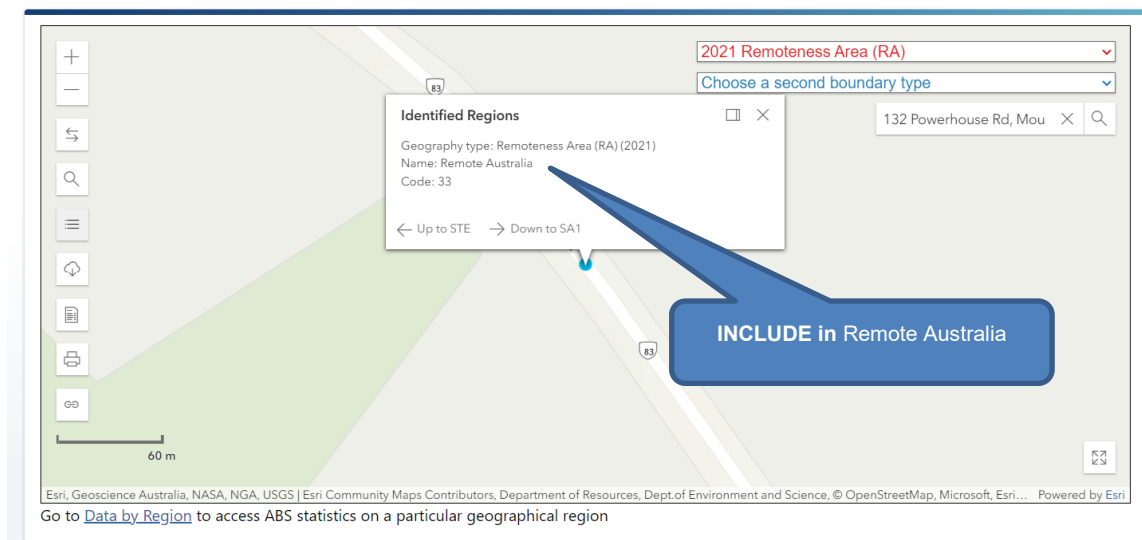 2021 Remoteness Area (RA)
Choose a second boundary type
132 Powerhouse Rd, Mou
83
Identified Regions
Geography type: Remoteness Area (RA) (2021)
Name: Remote Australia
Code: 33
Up to STE
Down to SA1
INCLUDE in Remote Australia
83
60 m
Esri, Geoscience Australia, NASA, NGA, USGS | Esri Community Maps Contributors, Department of Resources, Dept.of Environment and Science, © OpenStreetMap, Microsoft, Esri... Powered by Esri
Go to Data by Region to access ABS statistics on a particular geographical region